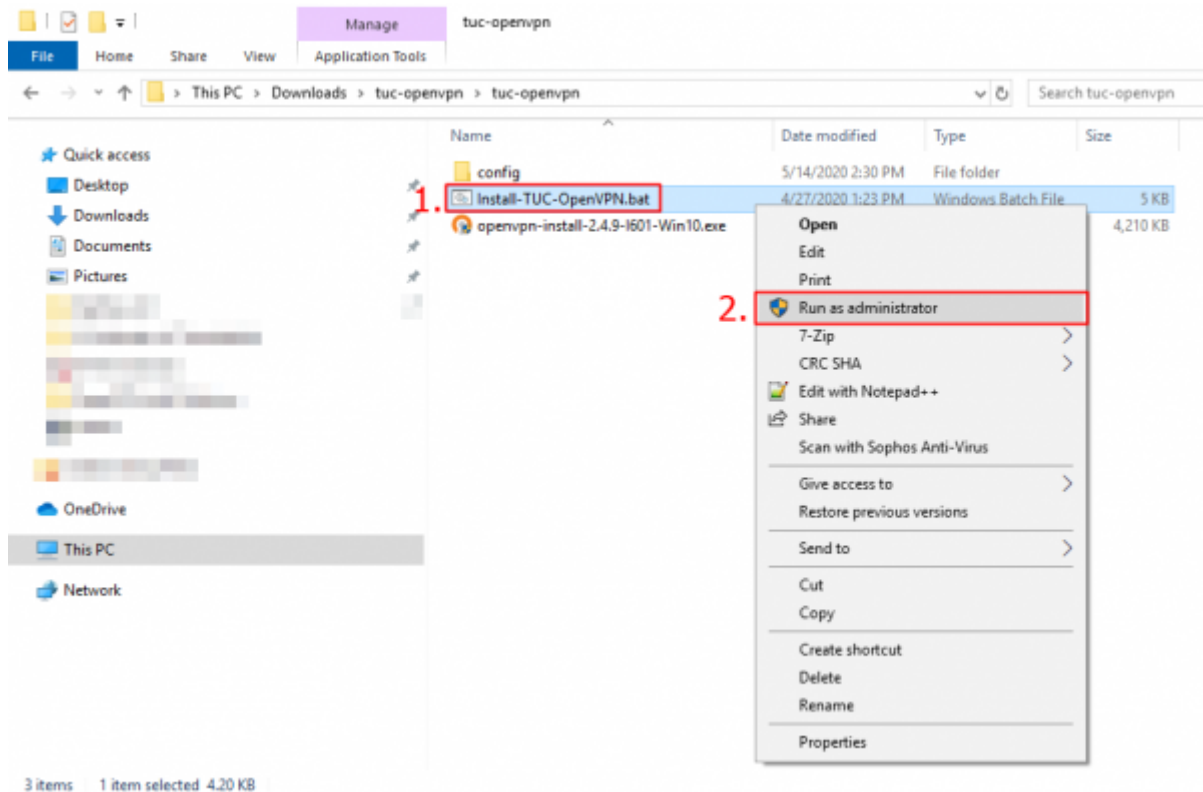 Manage tuc-openvpn
File Home Share View Application Tools
This PC > Downloads > tuc-openvpn > tuc-openvpn Search tuc-openvpn
Name Date modified Type Size
Quick access
Desktop
Downloads
Documents
Pictures
OneDrive
This PC
Network
config 5/14/2020 2:30 PM File folder
1. Install-TUC-OpenVPN.bat 4/27/2020 1:23 PM Windows Batch File 5 KB
openvpn-install-2.4.9-I601-Win10.exe 4,210 KB
Open
Edit
Print
2. Run as administrator
7-Zip
CRC SHA
Edit with Notepad++
Share
Scan with Sophos Anti-Virus
Give access to
Restore previous versions
Send to
Cut
Copy
Create shortcut
Delete
Rename
Properties
3 items 1 item selected 4.20 KB